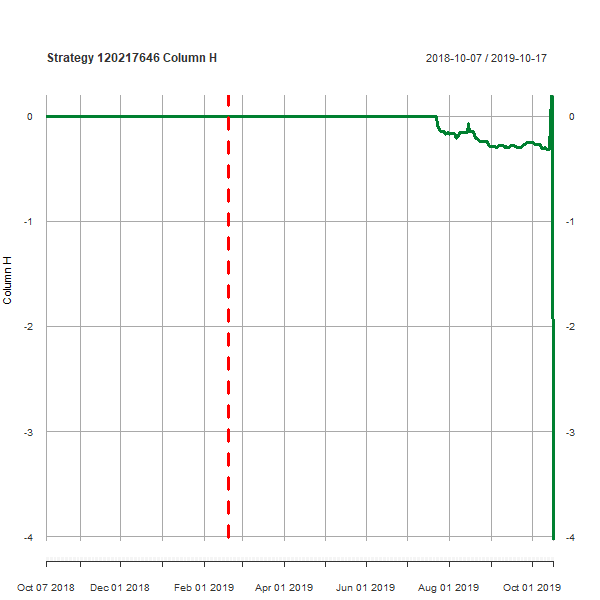 Strategy 120217646 Column H
2018-10-07 / 2019-10-17
0 0
-1 -1
-2 -2
-3 -3
-4 -4
Column H
Oct 07 2018 Dec 01 2018 Feb 01 2019 Apr 01 2019 Jun 01 2019 Aug 01 2019 Oct 01 2019